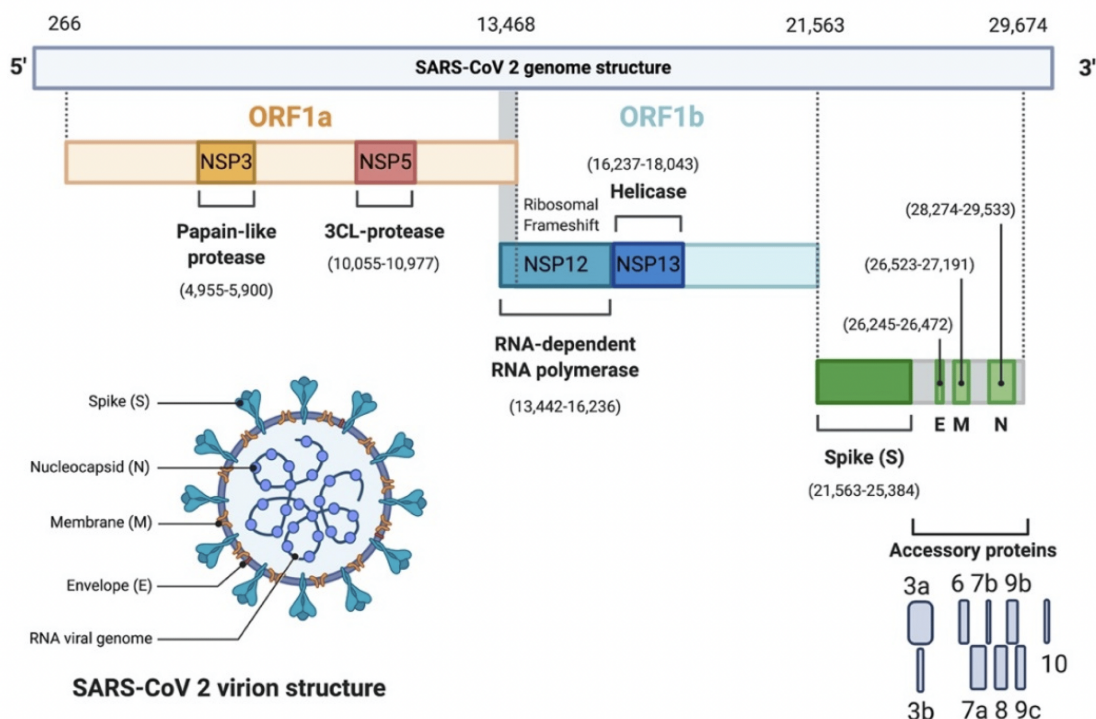 266
13,468
21,563
29,674
5'
SARS-CoV 2 genome structure
3'
ORF1a
ORF1b
NSP3
NSP5
(16,237-18,043)
Helicase
Papain-like
protease
(4,955-5,900)
3CL-protease
(10,055-10,977)
Ribosomal
Frameshift
NSP12
NSP13
RNA-dependent
RNA polymerase
(13,442-16,236)
(28,274-29,533)
(26,523-27,191)
(26,245-26,472)
E M N
Spike (S)
(21,563-25,384)
Accessory proteins
3a
6 7b 9b
10
3b
7a 8 9c
Spike (S)
Nucleocapsid (N)
Membrane (M)
Envelope (E)
RNA viral genome
SARS-CoV 2 virion structure